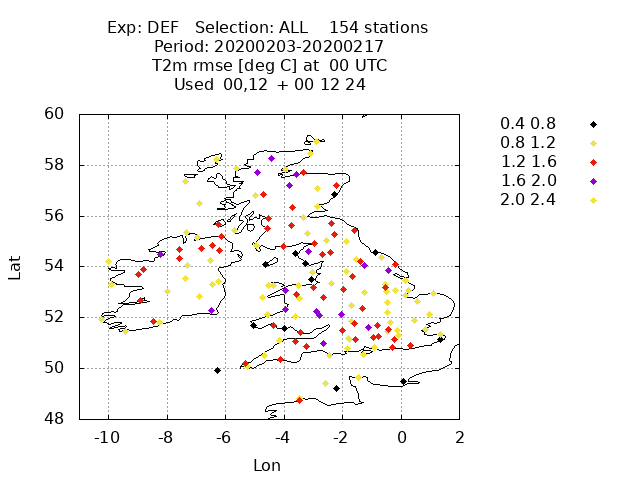 Exp: DEF Selection: ALL 154 stations
Period: 20200203-20200217
T2m rmse [deg C] at 00 UTC
Used 00,12 + 00 12 24
60
58
56
54
52
50
48
Lat
-10 -8 -6 -4 -2 0 2
Lon
0.4 0.8
0.8 1.2
1.2 1.6
1.6 2.0
2.0 2.4